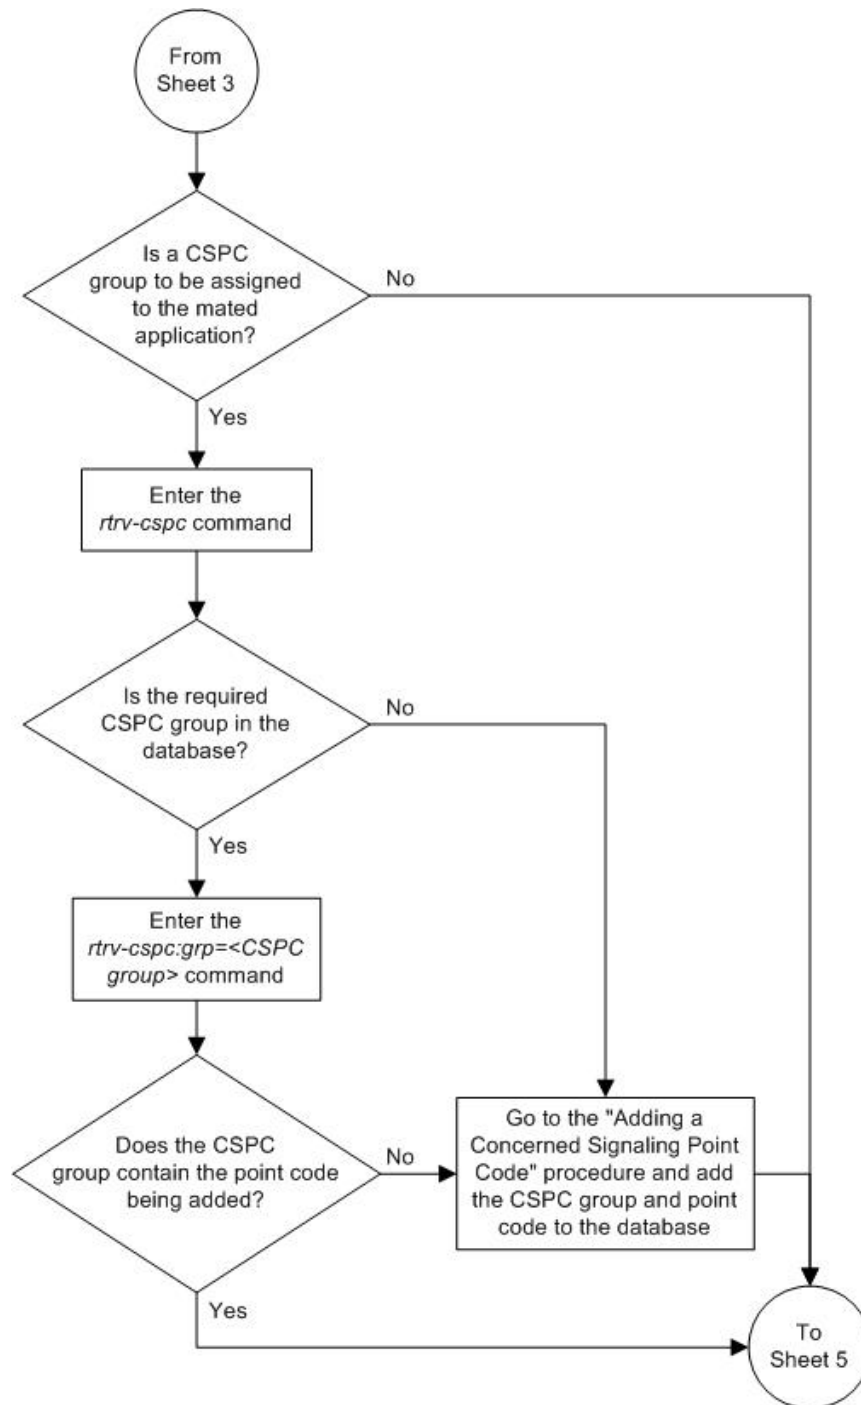 From
Sheet 3
Is a CSPC
group to be assigned
to the mated
application?
No
Yes
Enter the
rtrv-cspc command
Is the required
CSPC group in the
database?
No
Yes
Enter the
rtrv-cspc:grp=<CSPC
group> command
Does the CSPC
group contain the point code
being added?
No
Go to the "Adding a
Concerned Signaling Point
Code" procedure and add
the CSPC group and point
code to the database
Yes
To
Sheet 5